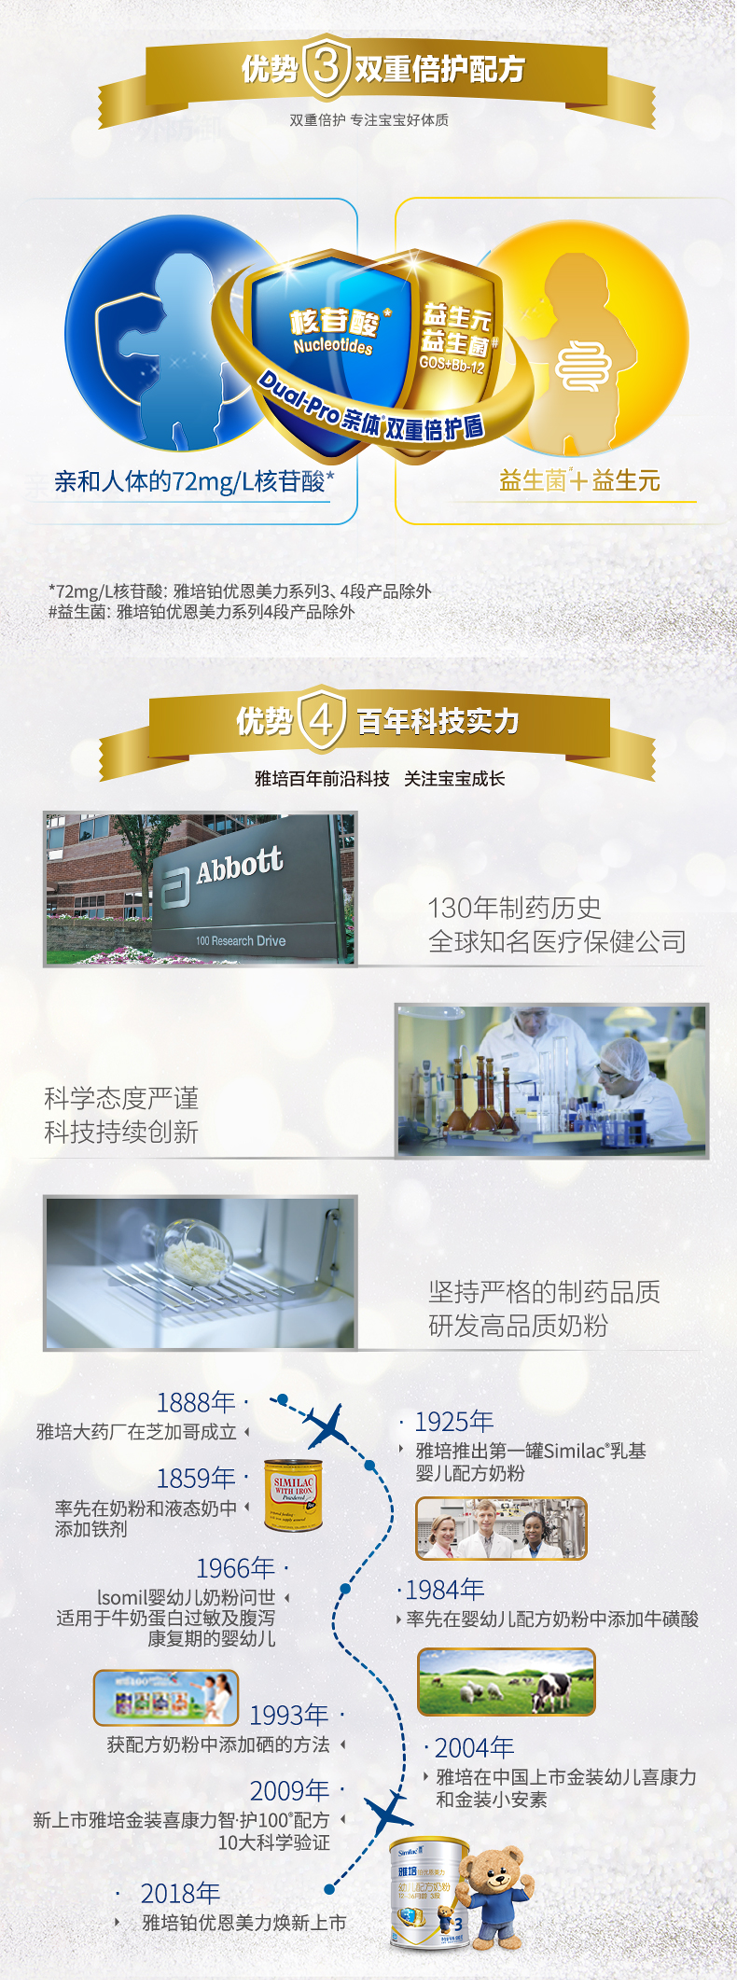 优势 3 双重倍护配方
双重倍护 专注宝宝好体质
核苷酸*
Nucleotides
益生元
益生菌#
GOS+Bb-12
Dual-Pro 亲体®双重倍护盾
亲和人体的72mg/L核苷酸*
益生菌#+益生元
*72mg/L核苷酸：雅培铂优恩美力系列3、4段产品除外
#益生菌：雅培铂优恩美力系列4段产品除外
优势 4 百年科技实力
雅培百年前沿科技 关注宝宝成长
Abbott
100 Research Drive
130年制药历史
全球知名医疗保健公司
科学态度严谨
科技持续创新
坚持严格的制药品质
研发高品质奶粉
1888年
雅培大药厂在芝加哥成立
1925年
雅培推出第一罐Similac®乳基
婴儿配方奶粉
1859年
率先在奶粉和液态奶中
添加铁剂
SIMILAC
WITH IRON
Powdered
1966年
lsomil婴幼儿奶粉问世
适用于牛奶蛋白过敏及腹泻
康复期的婴幼儿
1984年
率先在婴幼儿配方奶粉中添加牛磺酸
1993年
获配方奶粉中添加硒的方法
2004年
雅培在中国上市金装幼儿喜康力
和金装小安素
2009年
新上市雅培金装喜康力智·护100®配方
10大科学验证
2018年
雅培铂优恩美力焕新上市
Similac
雅培 铂优恩美力
幼儿配方奶粉
3